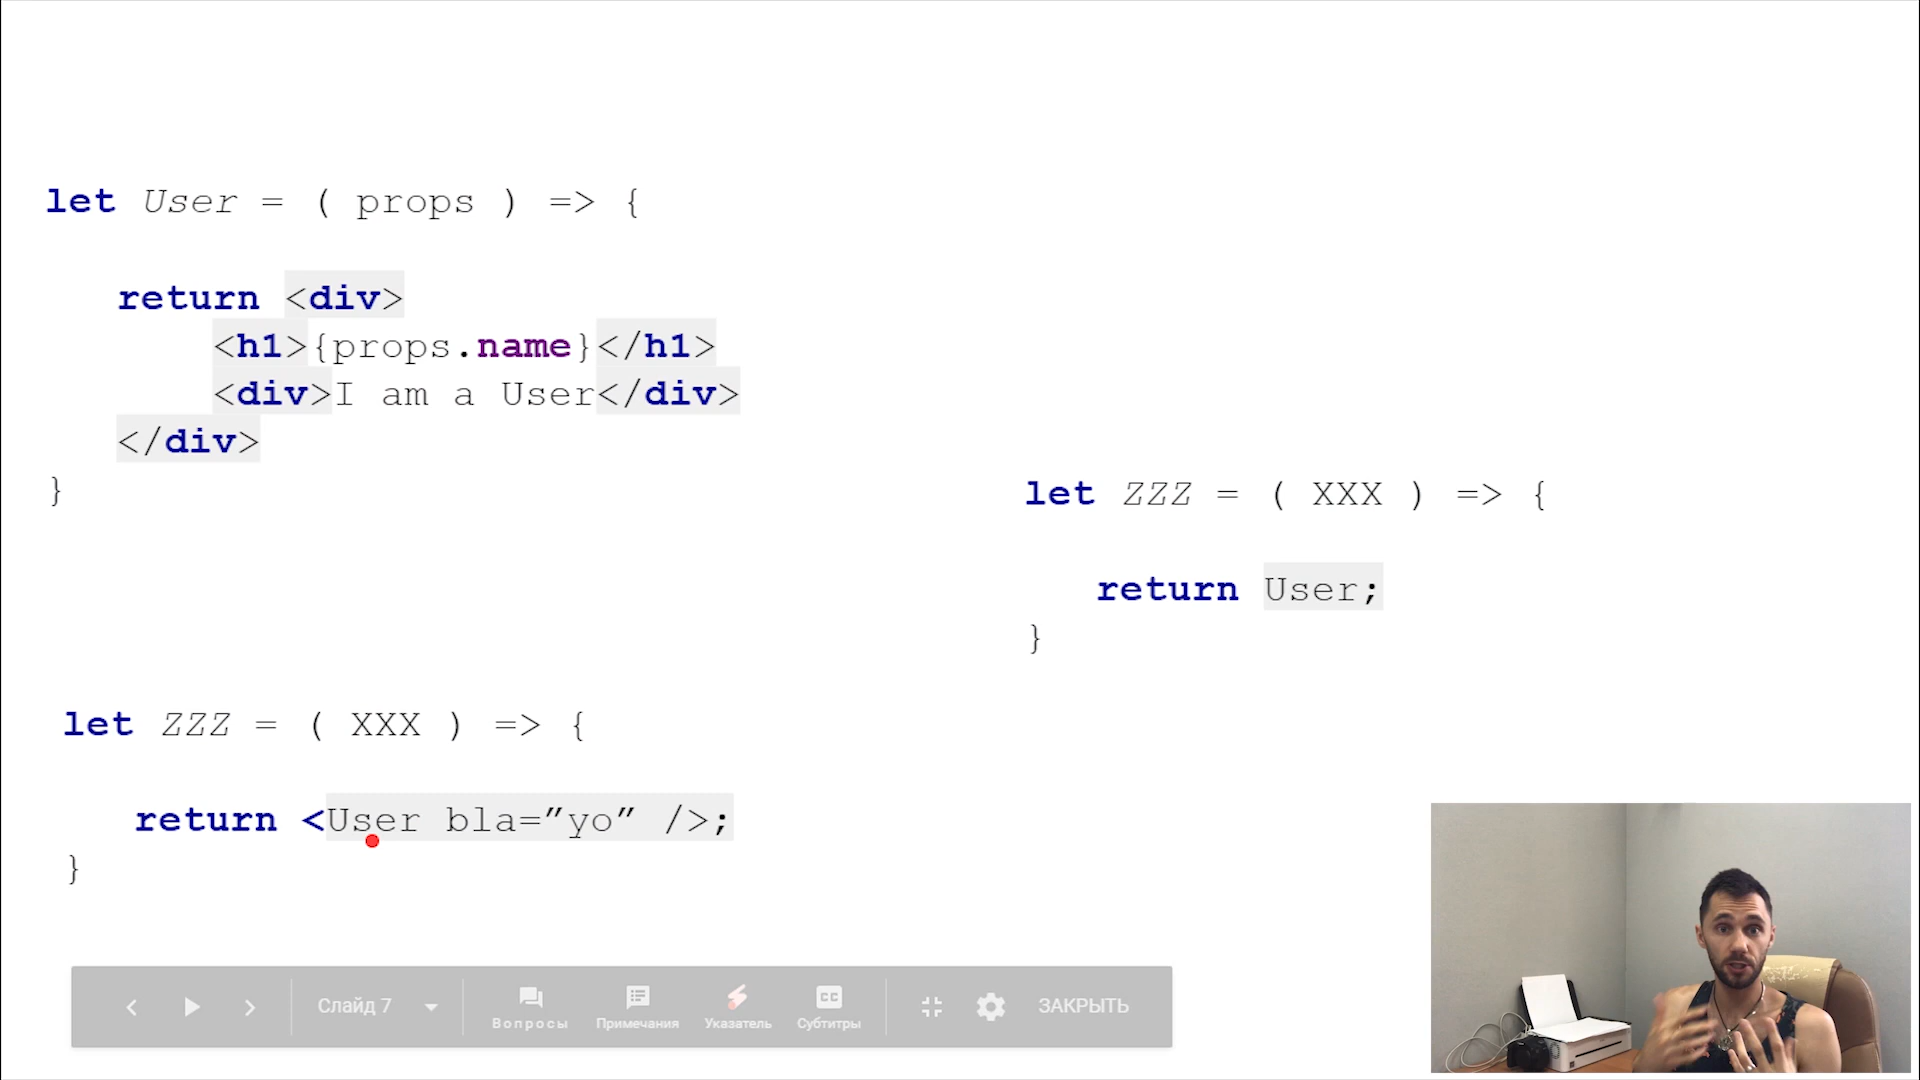 let User = ( props ) => {
return <div>
<h1>{props.name}</h1>
<div>I am a User</div>
</div>
}
let ZZZ = ( XXX ) => {
return User;
}
let ZZZ = ( XXX ) => {
return <User bla=”yo” />;
}
Слайд 7
Вопросы
Примечания
Указатель
CC
Субтитры
ЗАКРЫТЬ